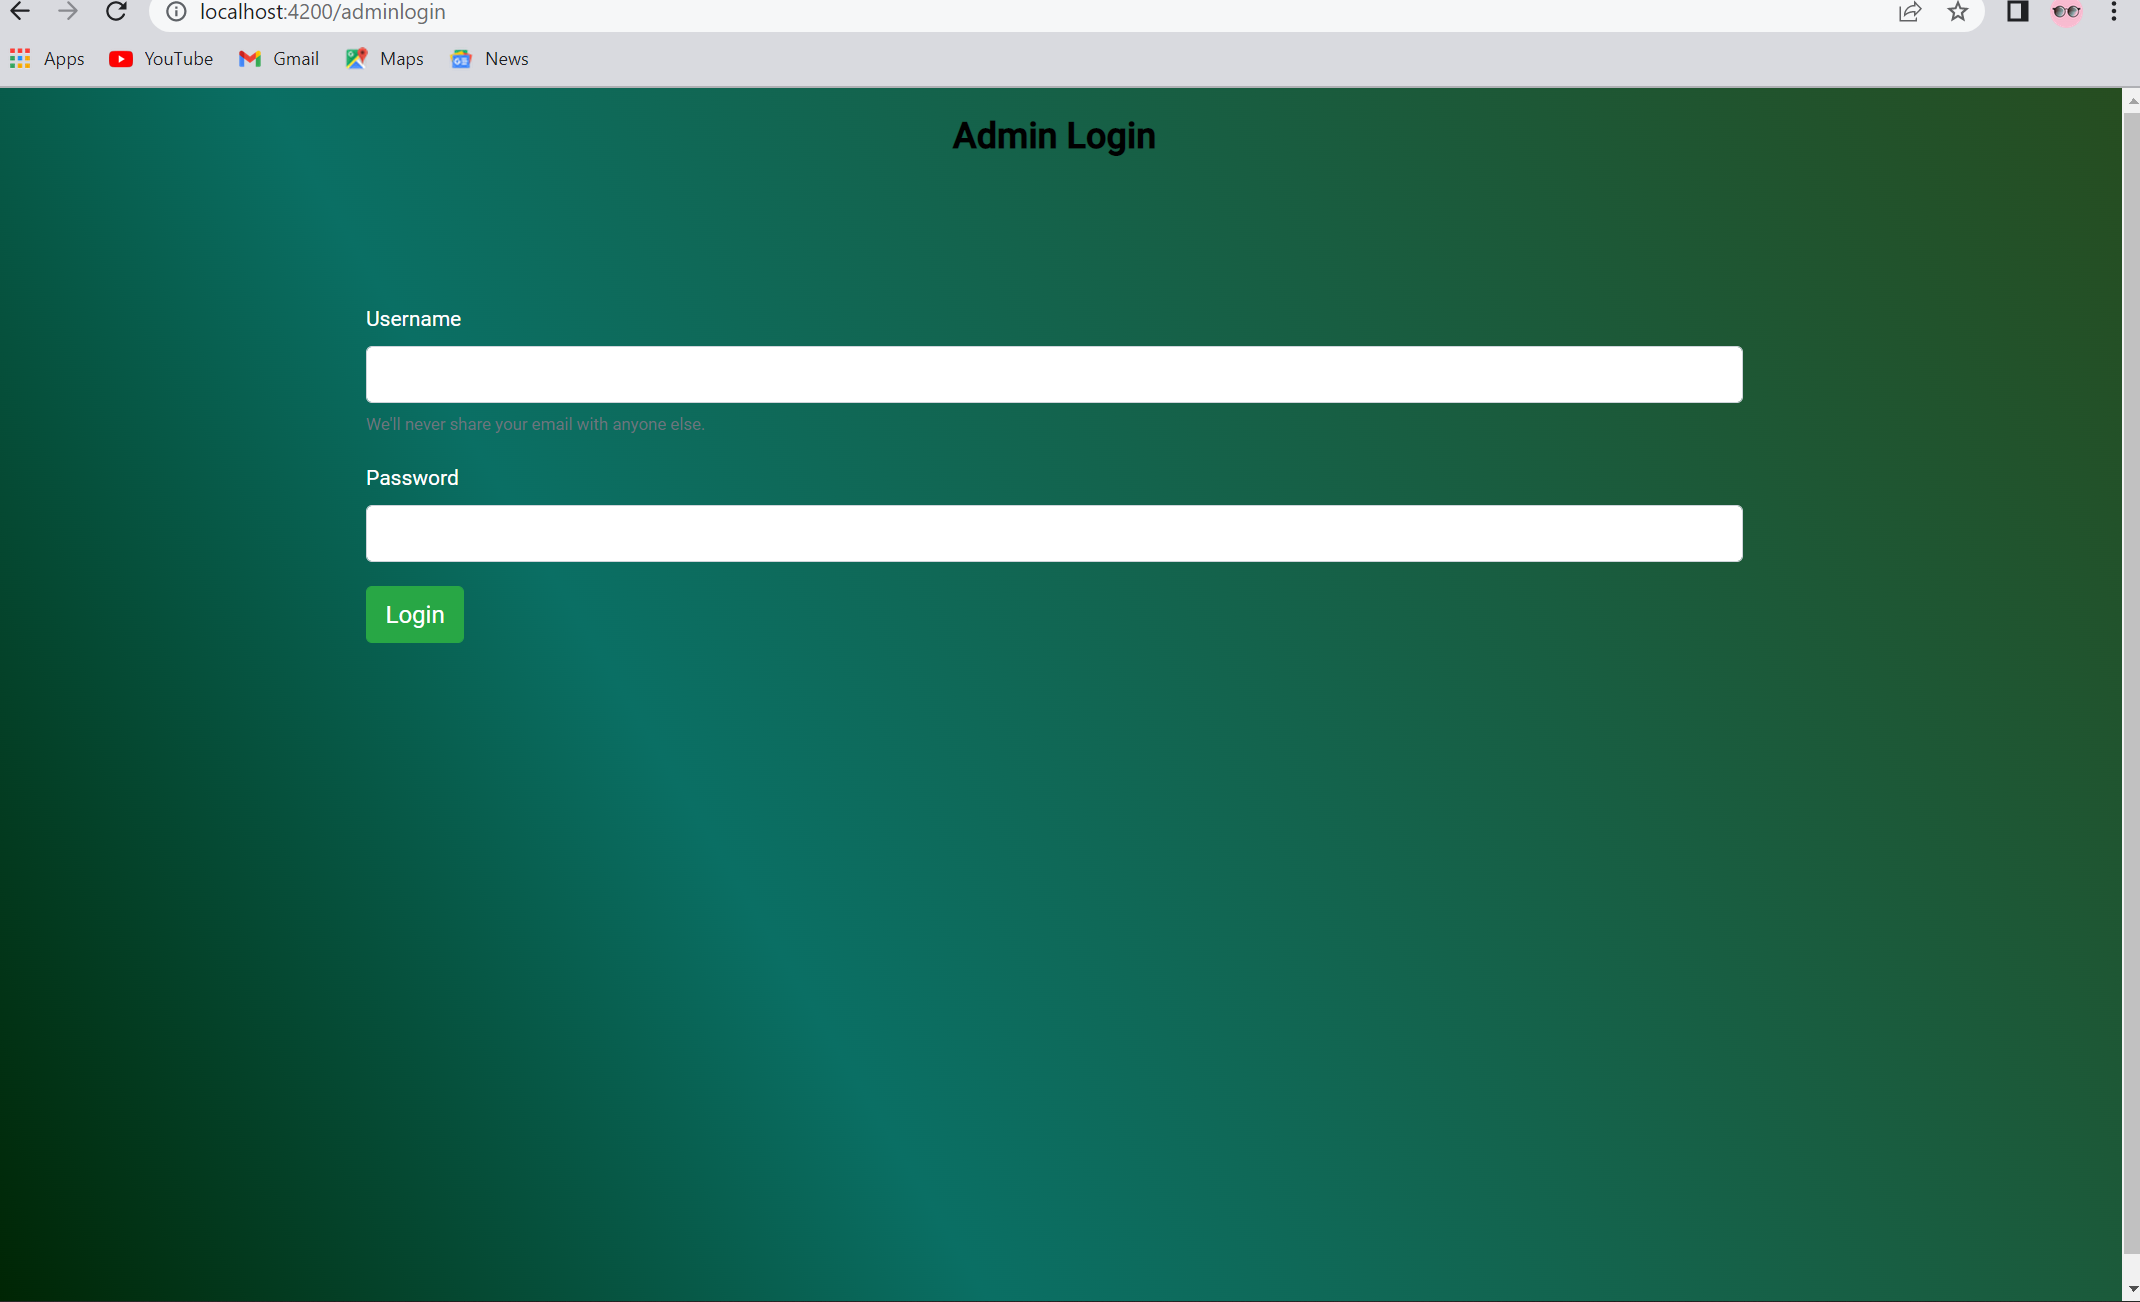 localhost:4200/adminlogin
Apps YouTube Gmail Maps News
Admin Login
Username
We'll never share your email with anyone else.
Password
Login